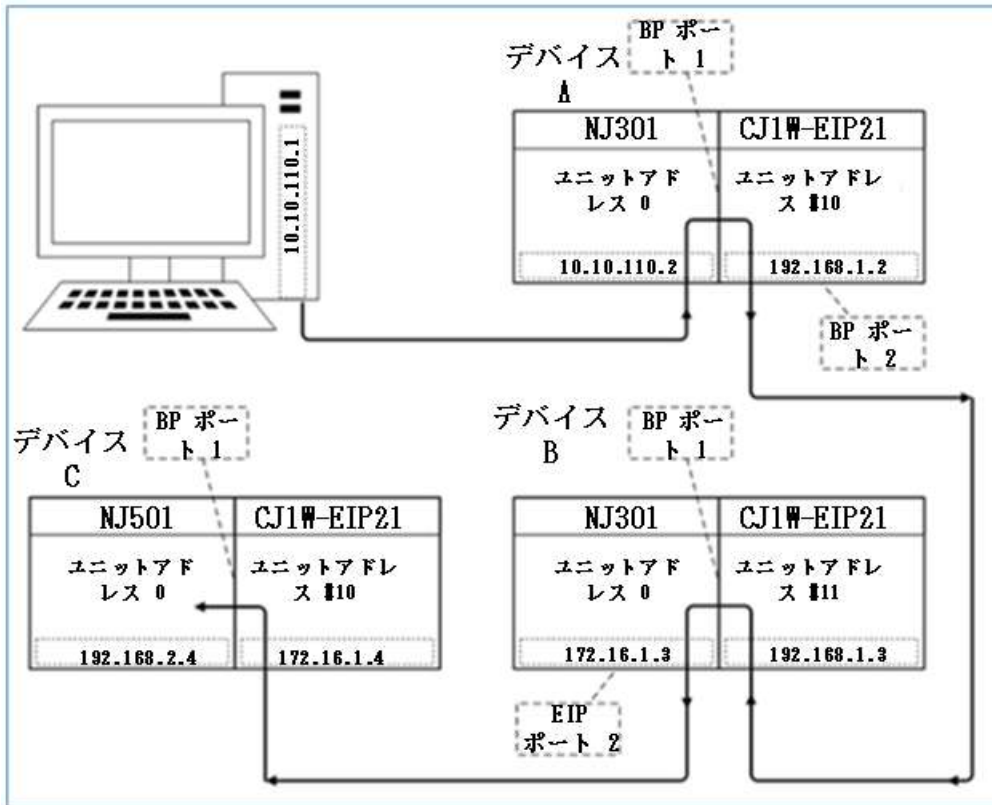 デバイス
A
BP ポー
ト 1
10.10.110.1
NJ301
CJ1W-EIP21
ユニットアド
レス 0
ユニットアドレ
ス #10
10.10.110.2
192.168.1.2
BP ポー
ト 2
デバイス
C
BP ポー
ト 1
NJ501
CJ1W-EIP21
ユニットアド
レス 0
ユニットアドレ
ス #10
192.168.2.4
172.16.1.4
デバイス
B
BP ポー
ト 1
NJ301
CJ1W-EIP21
ユニットアド
レス 0
ユニットアドレ
ス #11
172.16.1.3
192.168.1.3
EIP
ポート 2